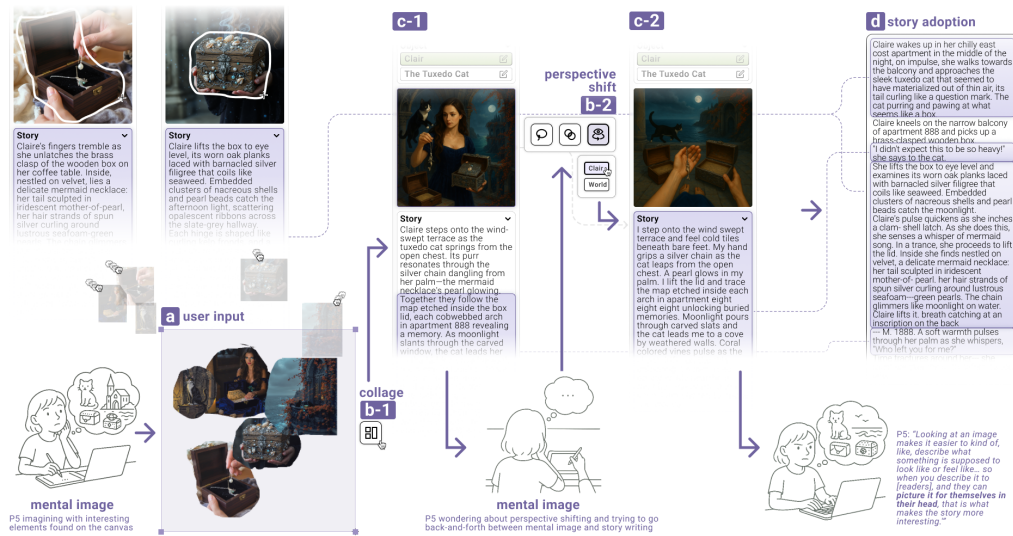 Story
Claire's fingers tremble as
she unlatches the brass
clasp of the wooden box on
her coffee table. Inside,
nestled on velvet, lies a
delicate mermaid necklace:
her tail sculpted in
iridescent mother-of-pearl,
her hair strands of spun
silver curling around
lustrous seafoam-green
Story
Claire lifts the box to eye
level, its worn oak planks
laced with barnacled silver
filigree that coils like
seaweed. Embedded
clusters of nacreous shells
and pearl beads catch the
afternoon light, scattering
opalescent ribbons across
the slate-grey hallway.
Each hinge is shaped like
a user input
mental image
P5 imagining with interesting
elements found on the canvas
collage
b-1
c-1
Clair
The Tuxedo Cat
Story
Claire steps onto the wind-
swept terrace as the
tuxedo cat springs from the
open chest. Its purr
resonates through the
silver chain dangling from
her palm—the mermaid
necklace's pearl glowing.
Together they follow the
map etched inside the box
lid, each cobwebbed arch
in apartment 888 revealing
a memory. As moonlight
slants through the carved
window, the cat leads her
perspective
shift
b-2
Claire
World
mental image
P5 wondering about perspective shifting and trying to go
back-and-forth between mental image and story writing
c-2
Clair
The Tuxedo Cat
Story
I step onto the wind swept
terrace and feel cold tiles
beneath bare feet. My hand
grips a silver chain as the
cat leaps from the open
chest. A pearl glows in my
palm. I lift the lid and trace
the map etched inside each
arch in apartment eight
eight eight unlocking buried
memories. Moonlight pours
through carved slats and
the cat leads me to a cove
by weathered walls. Coral
colored vines pulse as the
d story adoption
Claire wakes up in her chilly east
cost apartment in the middle of the
night, on impulse, she walks towards
the balcony and approaches the
sleek tuxedo cat that seemed to
have materialized out of thin air, its
tail curling like a question mark. The
cat purring and pawing at what
seems like a box.
Claire kneels on the narrow balcony
of apartment 888 and picks up a
brass-clasped wooden box
"I didn't expect this to be so heavy!"
she says to the cat.
She lifts the box to eye level and
examines its worn oak planks laced
with barnacled silver filigree that
coils like seaweed. Embedded
clusters of nacreous shells and pearl
beads catch the moonlight.
Claire's pulse quickens as she inches
a clam- shell latch. As she does this,
she senses a whisper of mermaid
song. In a trance, she proceeds to lift
the lid. Inside she finds nestled on
velvet, a delicate mermaid necklace:
her tail sculpted in iridescent
mother-of- pearl. her hair strands of
spun silver curling around lustrous
seafoam—green pearls. The chain
glimmers like moonlight on water.
Claire lifts it. breath catching at an
inscription on the back
— M. 1888. A soft warmth pulses
through her palm as she whispers,
"Who left you for me?"
P5: "Looking at an image
makes it easier to kind of,
like, describe what
something is supposed to
look like or feel like... so
when you describe it to
[readers], and they can
picture it for themselves in
their head, that is what
makes the story more
interesting.'"